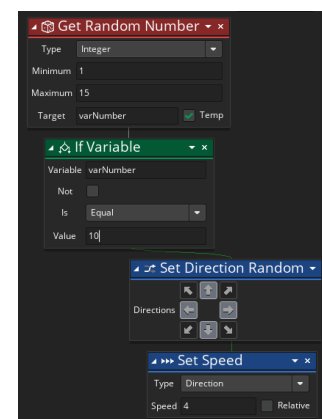 Get Random Number
Type Integer
Minimum 1
Maximum 15
Target varNumber Temp
If Variable
Variable varNumber
Not
Is Equal
Value 10
Set Direction Random
Directions
Set Speed
Type Direction
Speed 4 Relative